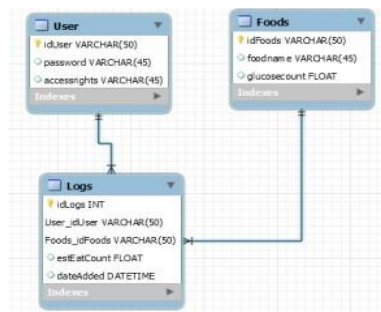 User
idUser VARCHAR(50)
password VARCHAR(45)
accessrights VARCHAR(45)
Indexes
Foods
idFoods VARCHAR(50)
foodname VARCHAR(45)
glucosecount FLOAT
Indexes
Logs
idLogs INT
User_idUser VARCHAR(50)
Foods_idFoods VARCHAR(50)
estEatCount FLOAT
dateAdded DATETIME
Indexes